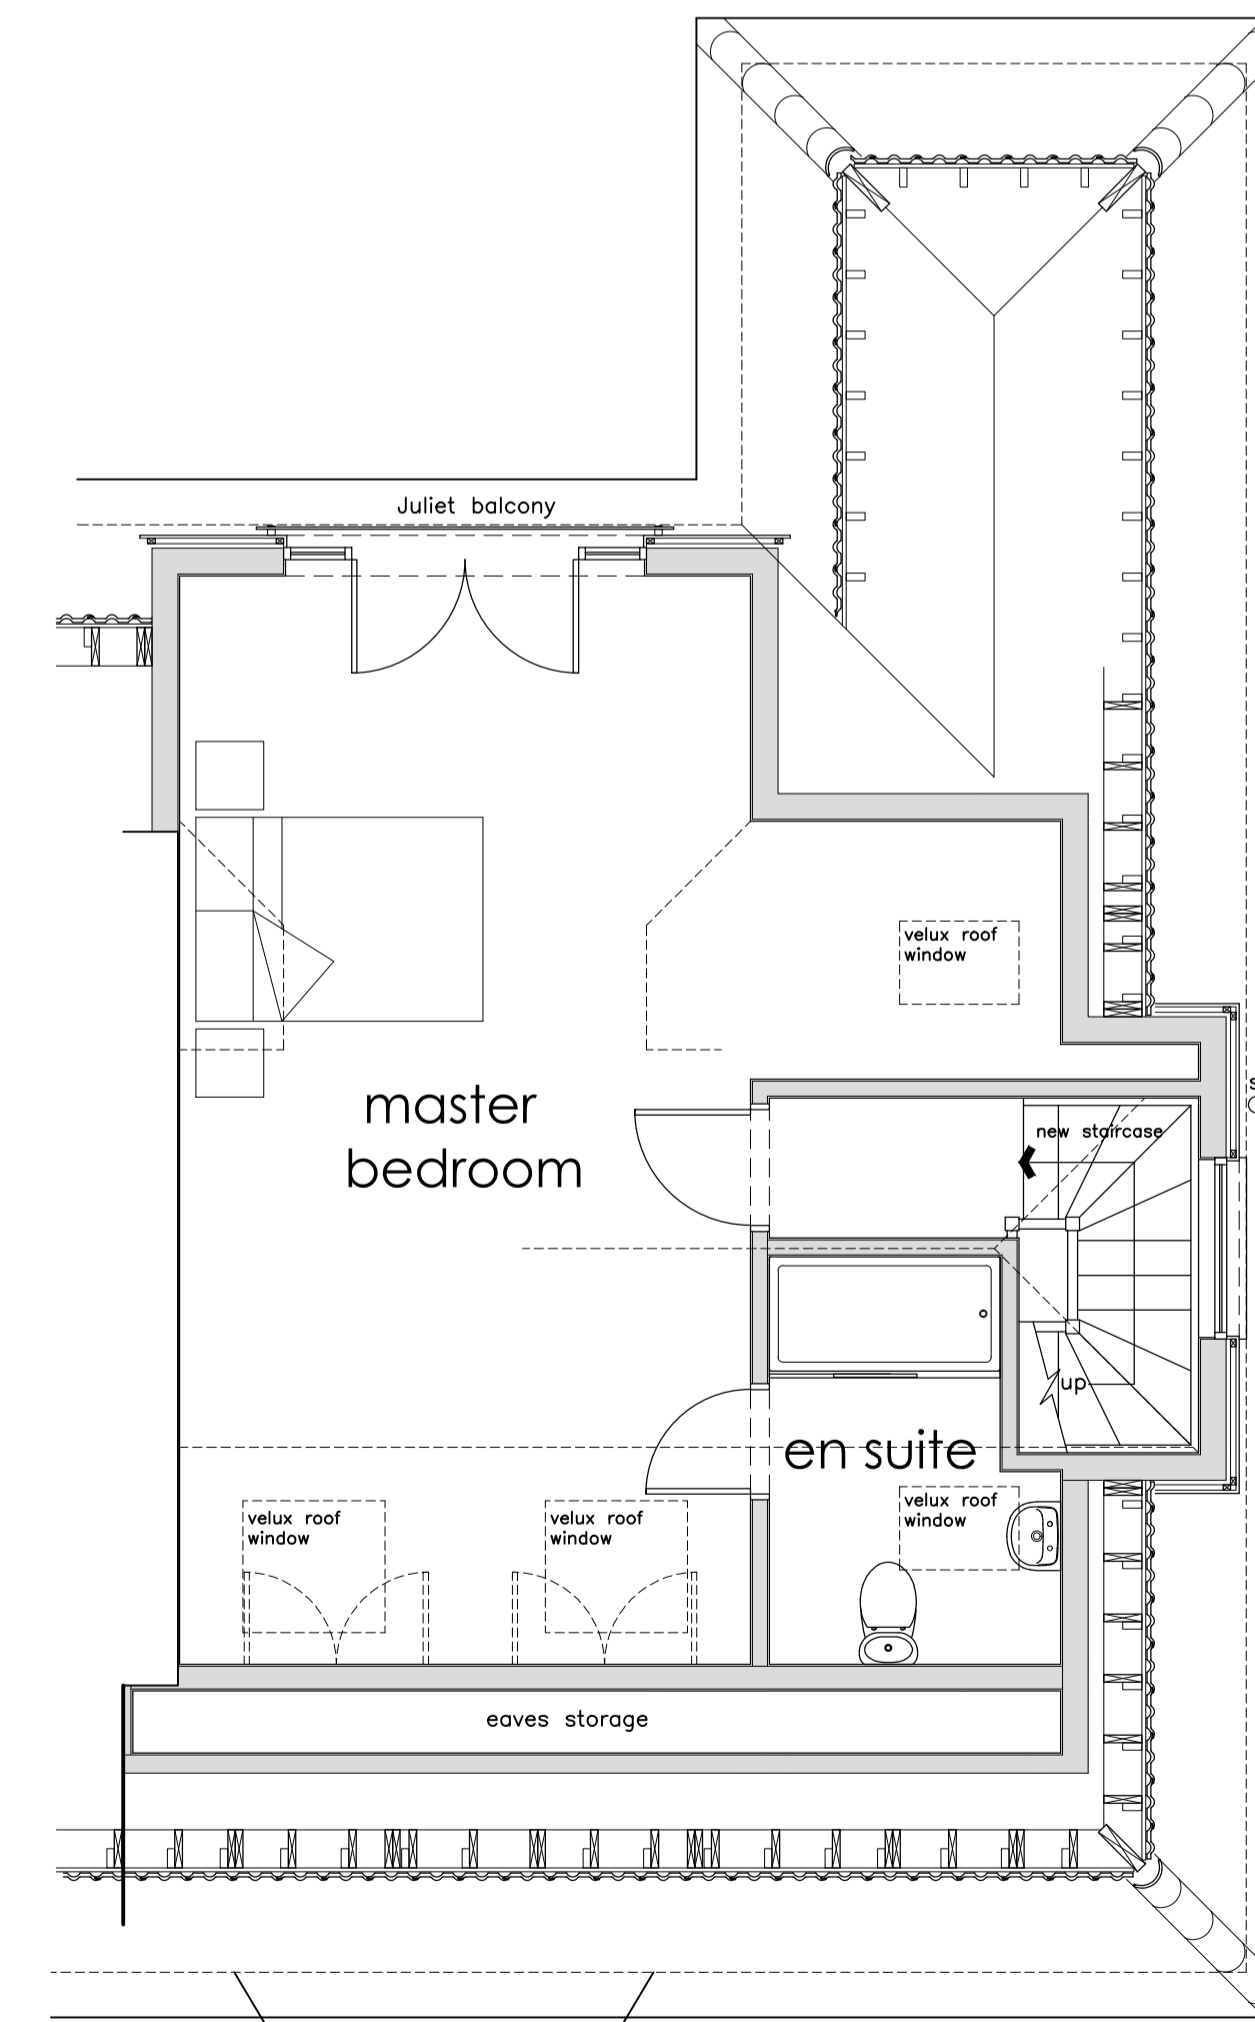 Juliet balcony
velux roof
window
master
bedroom
new staircase
up
en suite
velux roof
window
velux roof
window
velux roof
window
eaves storage